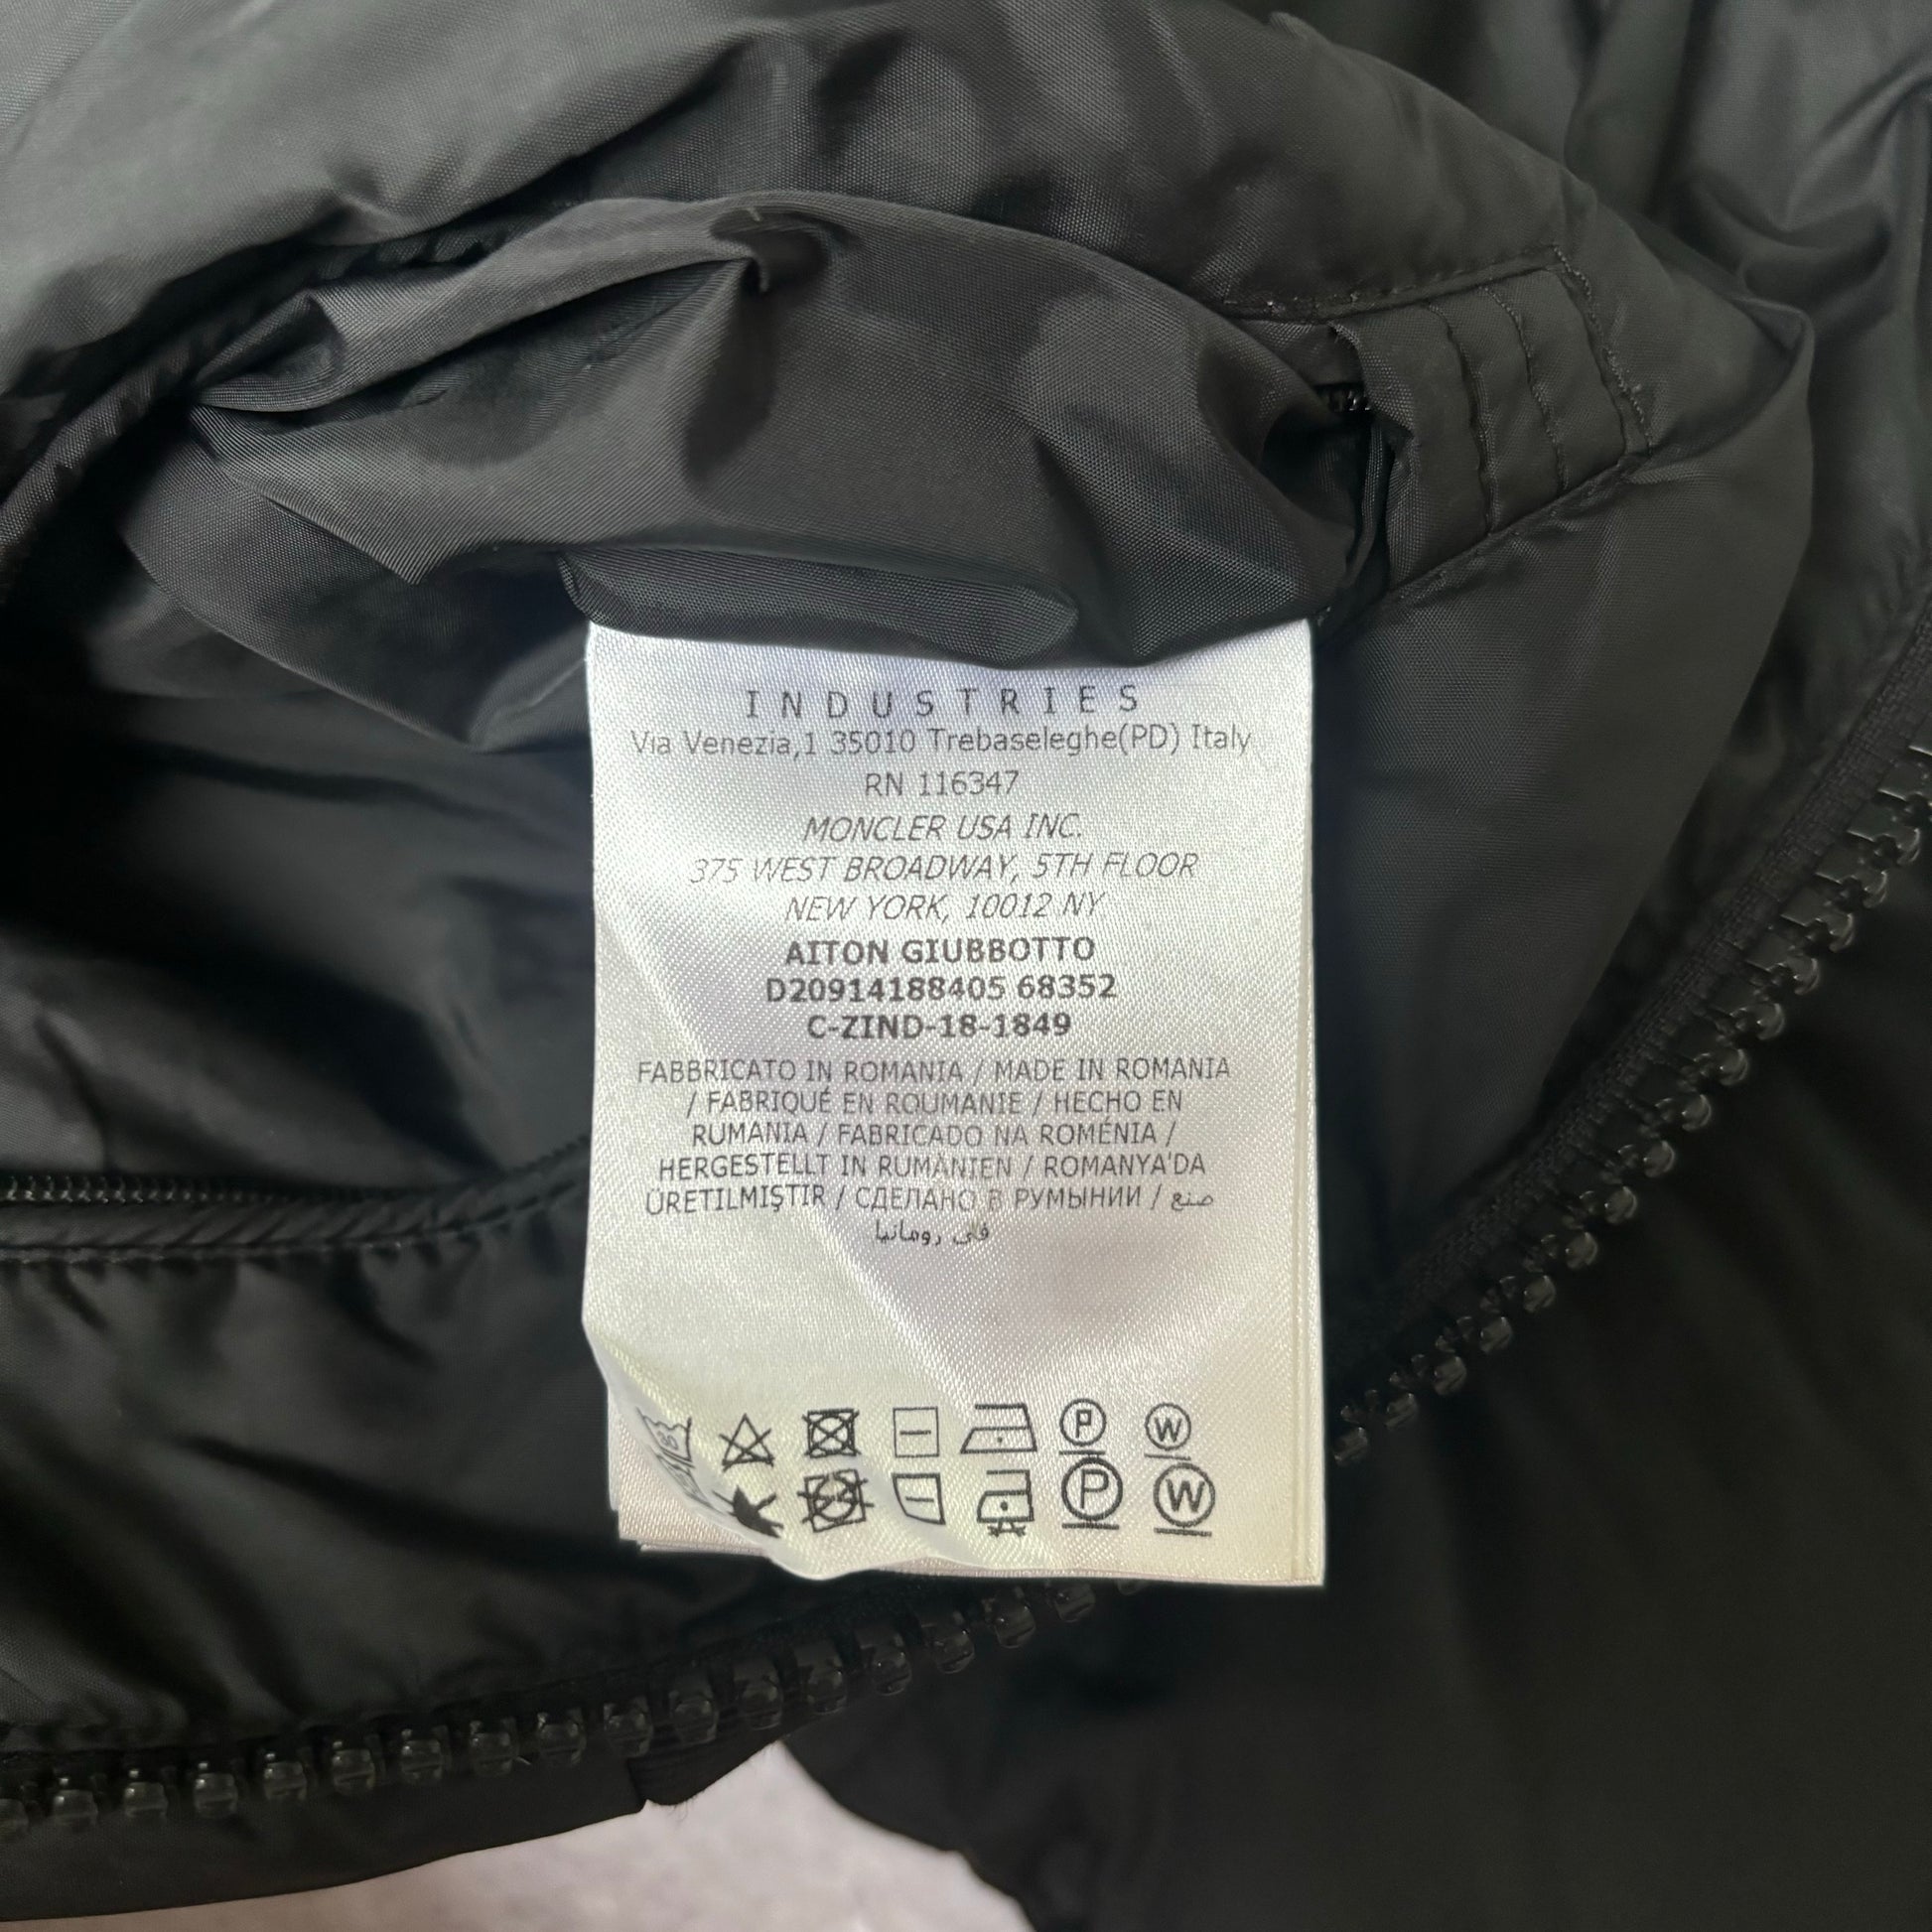 INDUSTRIES
Via Venezia,1 35010 Trebaseleghe(PD) Italy
RN 116347
MONCLER USA INC.
375 WEST BROADWAY, 5TH FLOOR
NEW YORK, 10012 NY
AITON GIUBBOTTO
D20914188405 68352
C-ZIND-18-1849
FABBRICATO IN ROMANIA / MADE IN ROMANIA
/ FABRIQUÉ EN ROUMANIE / HECHO EN
RUMANIA / FABRICADO NA ROMÉNIA /
HERGESTELLT IN RUMÄNIEN / ROMANYA'DA
ÜRETILMIŞTIR / СДЕЛАНО В РУМЫНИИ / صنع
في رومانيا
P W
P W